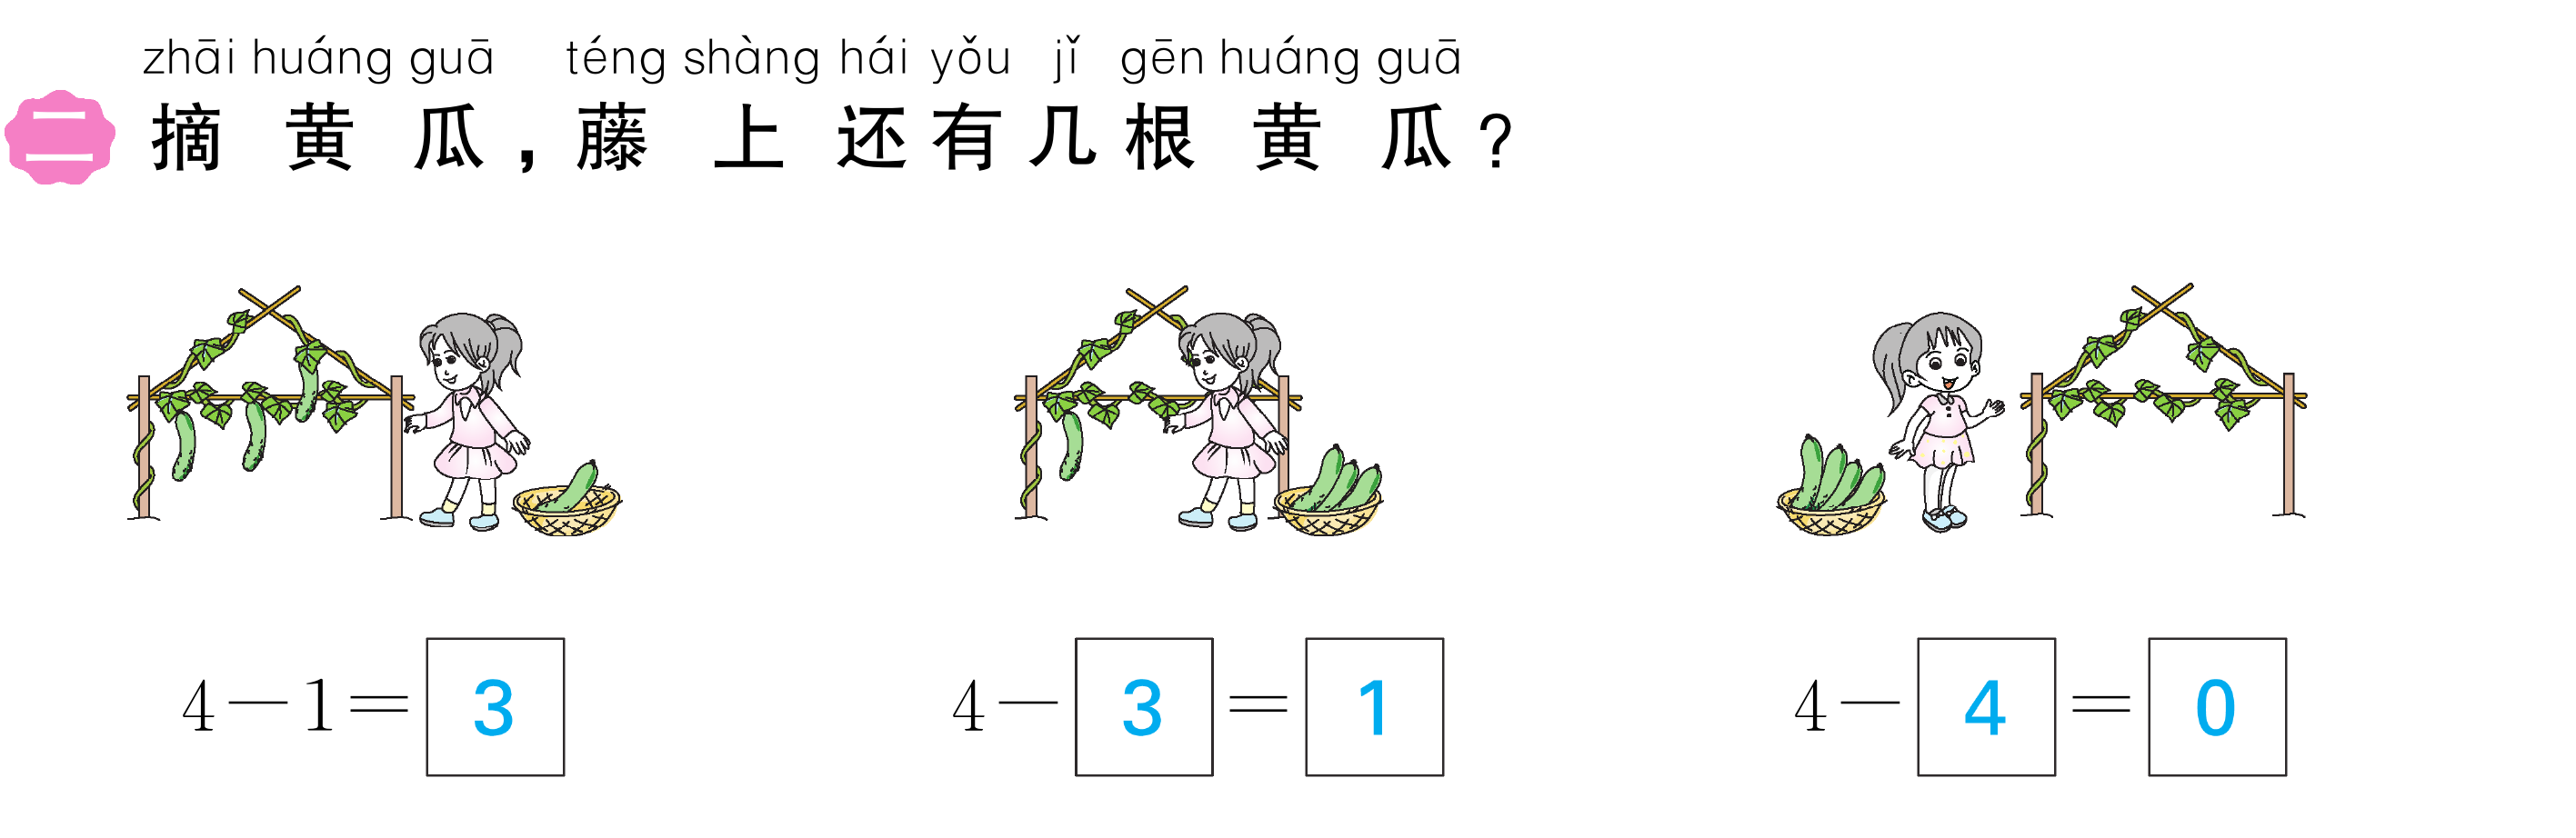 zhāi huáng guā téng shàng hái yǒu jǐ gēn huáng guā
二 摘黄瓜，藤上还有几根黄瓜？
4－1＝3 4－3＝1 4－4＝0